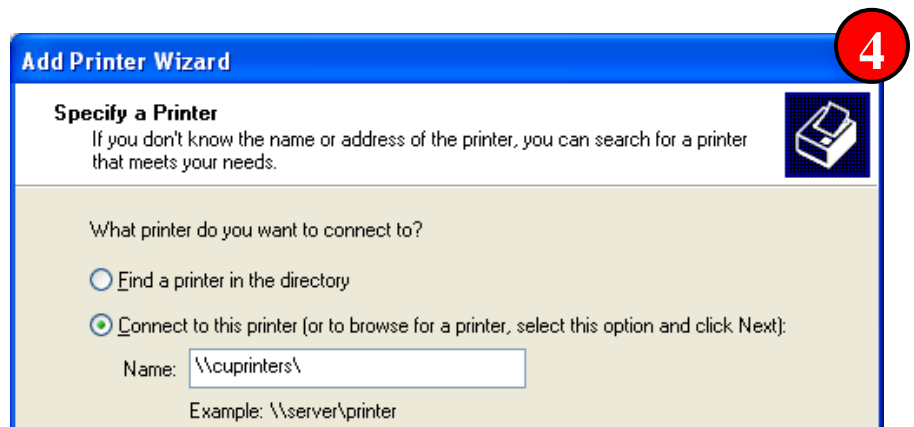 4
Add Printer Wizard
Specify a Printer
If you don't know the name or address of the printer, you can search for a printer
that meets your needs.
What printer do you want to connect to?
Find a printer in the directory
Connect to this printer (or to browse for a printer, select this option and click Next):
Name: \\cuprinters\
Example: \\server\printer